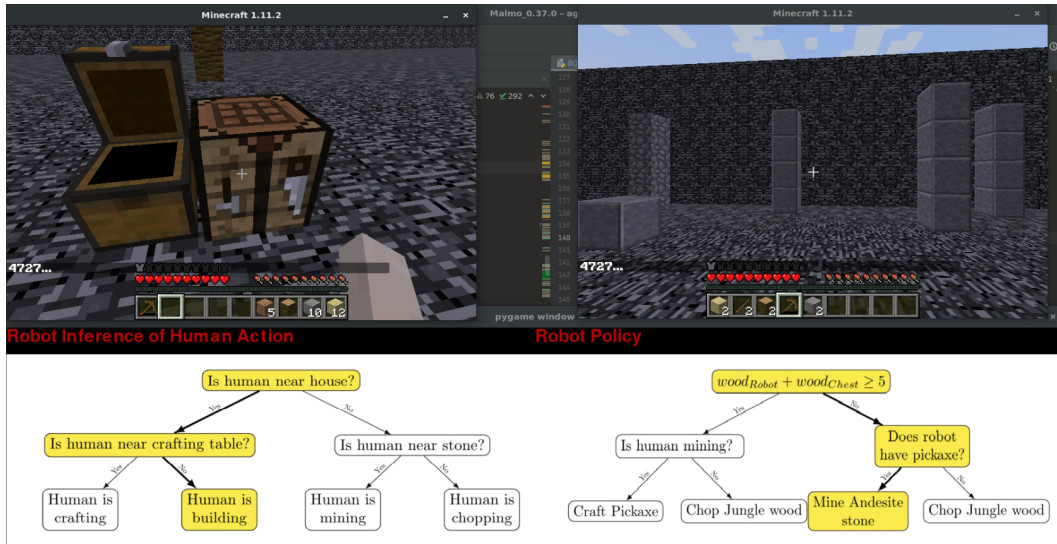 Minecraft 1.11.2
Malmo_0.37.0 - ag
Minecraft 1.11.2
ag
127
128
129
130
131
132
133
134
135
136
137
138
139
140
141
142
143
144
145
76 292
4727...
5 10 12
4727...
2 2 2 2
pygame window
Robot Inference of Human Action
Robot Policy
Is human near house?
Yes
No
Is human near crafting table?
Is human near stone?
Yes
No
Yes
No
Human is
crafting
Human is
building
Human is
mining
Human is
chopping
wood_Robot + wood_Chest ≥ 5
Yes
No
Is human mining?
Does robot
have pickaxe?
Yes
No
Yes
No
Craft Pickaxe
Chop Jungle wood
Mine Andesite
stone
Chop Jungle wood